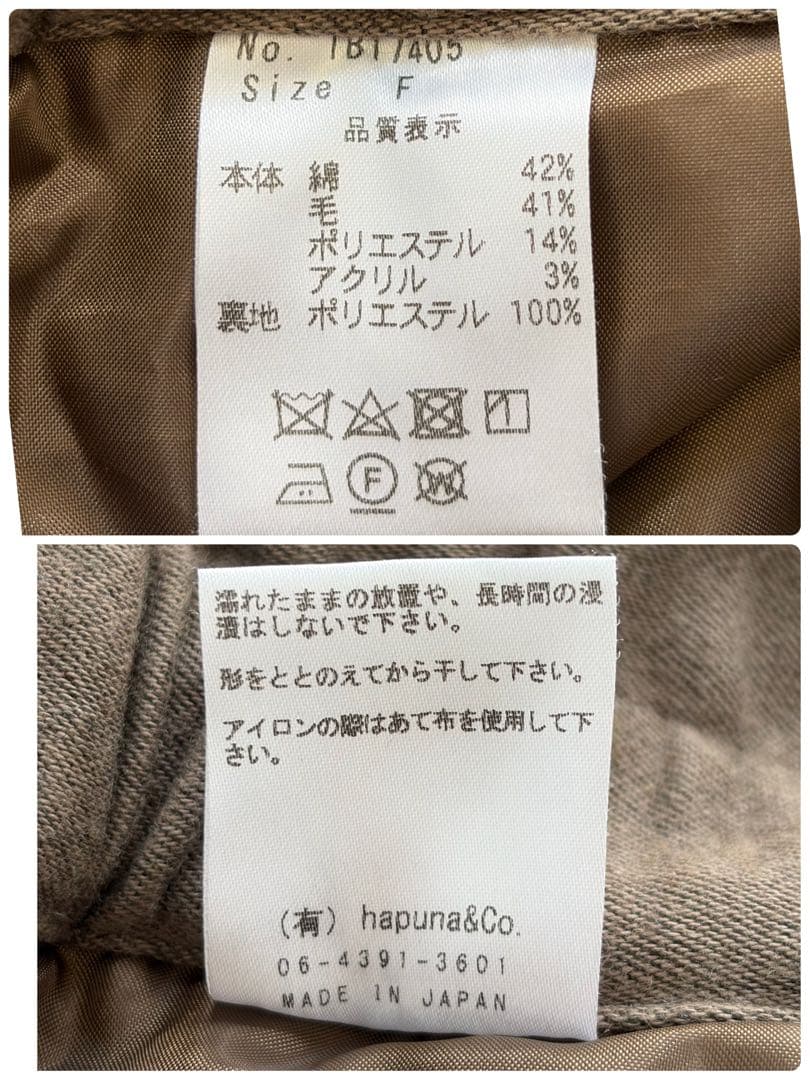 No. TB17405
Size F
品質表示
本体 綿 42%
毛 41%
ポリエステル 14%
アクリル 3%
裏地 ポリエステル 100%
F
W
濡れたままの放置や、長時間の浸
漬はしないで下さい。
形をととのえてから干して下さい。
アイロンの際はあて布を使用して下
さい。
(有) hapuna&Co.
06-4391-3601
MADE IN JAPAN